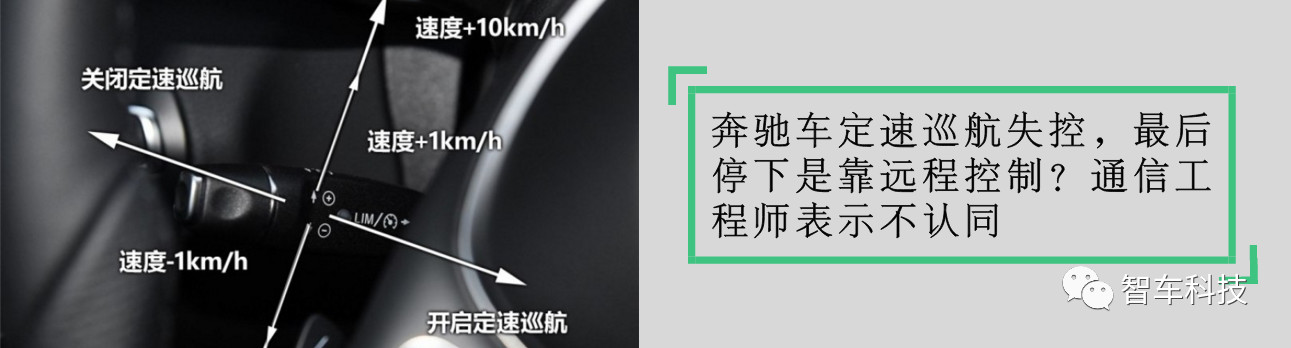 速度+10km/h
关闭定速巡航
速度+1km/h
LIM/
速度-1km/h
开启定速巡航
奔驰车定速巡航失控，最后
停下是靠远程控制？通信工
程师表示不认同
智车科技